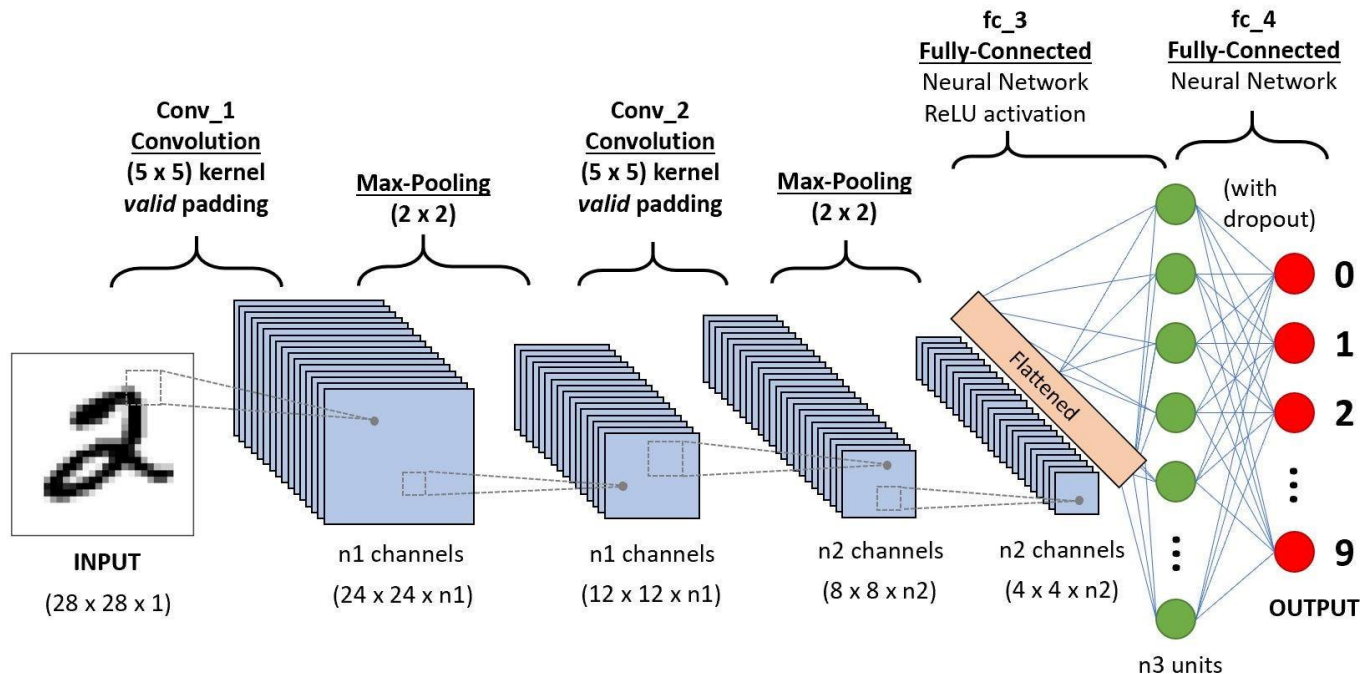 Conv_1
Convolution
(5 x 5) kernel
valid padding
Max-Pooling
(2 x 2)
Conv_2
Convolution
(5 x 5) kernel
valid padding
Max-Pooling
(2 x 2)
fc_3
Fully-Connected
Neural Network
ReLU activation
fc_4
Fully-Connected
Neural Network
(with
dropout)
Flattened
0
1
2
⋮
9
⋮
2
INPUT
(28 x 28 x 1)
n1 channels
(24 x 24 x n1)
n1 channels
(12 x 12 x n1)
n2 channels
(8 x 8 x n2)
n2 channels
(4 x 4 x n2)
n3 units
OUTPUT